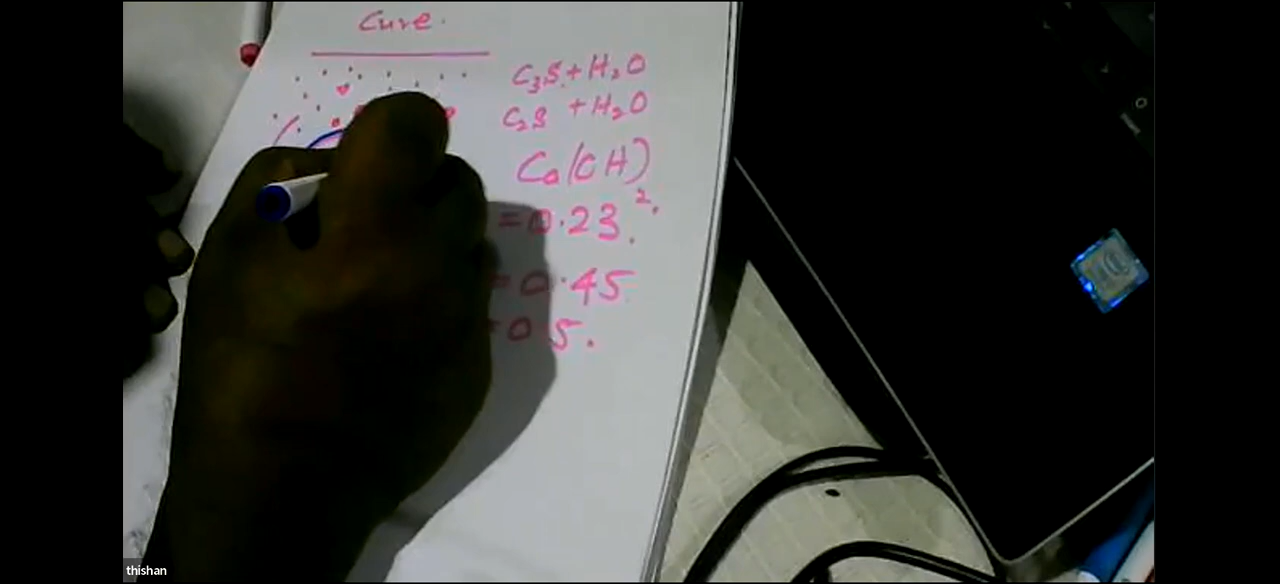 Cure.
C₃S + H₂O
C₂S + H₂O
Ca(OH)₂.
= 0.23.
= 0.45
= 0.5.
thishan